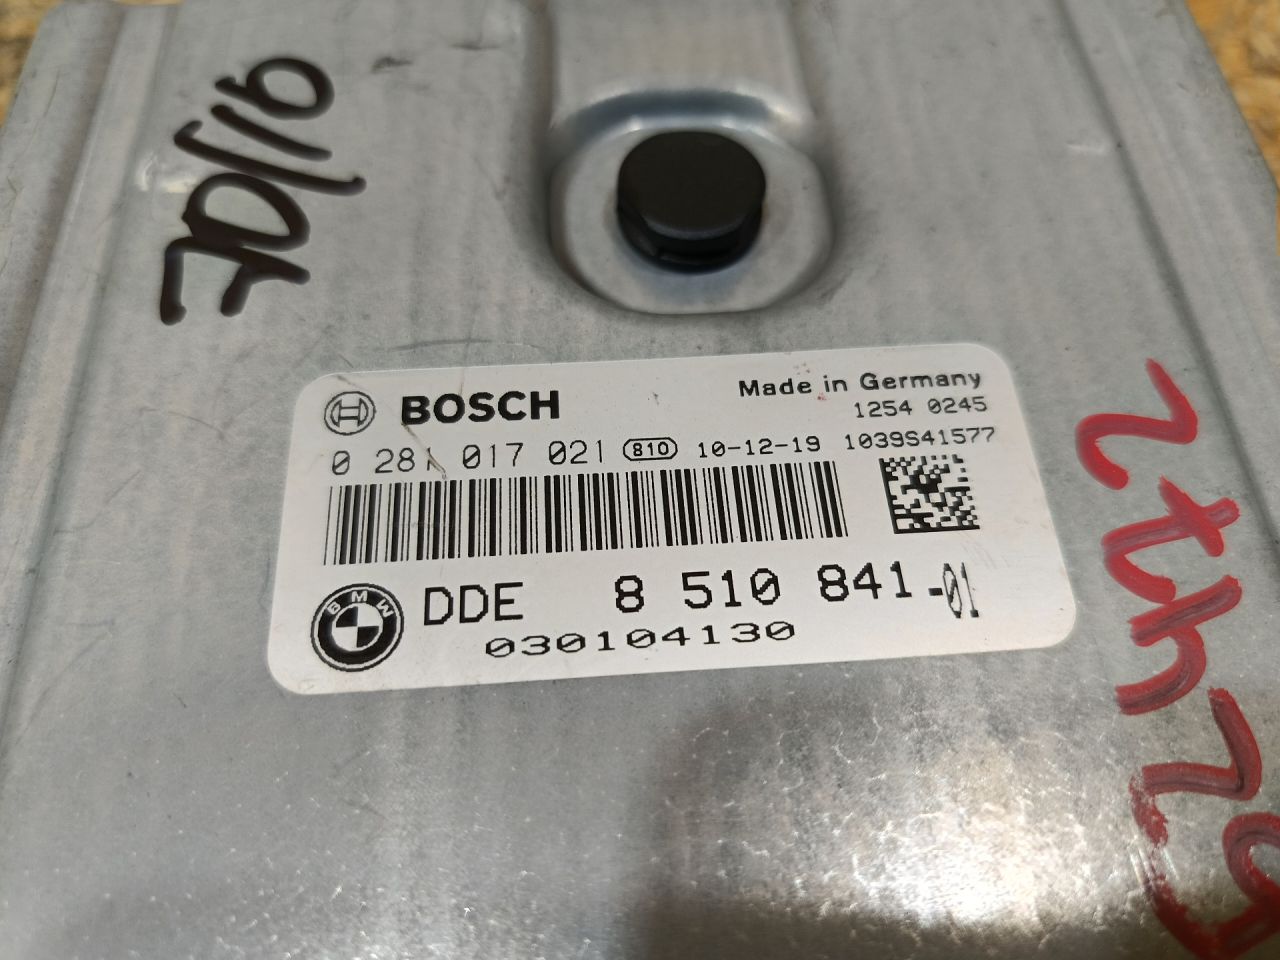 BOSCH
Made in Germany
1254 0245
0 281 017 021 810 10-12-19 1039S41577
BMW
DDE 8 510 841-01
030104130